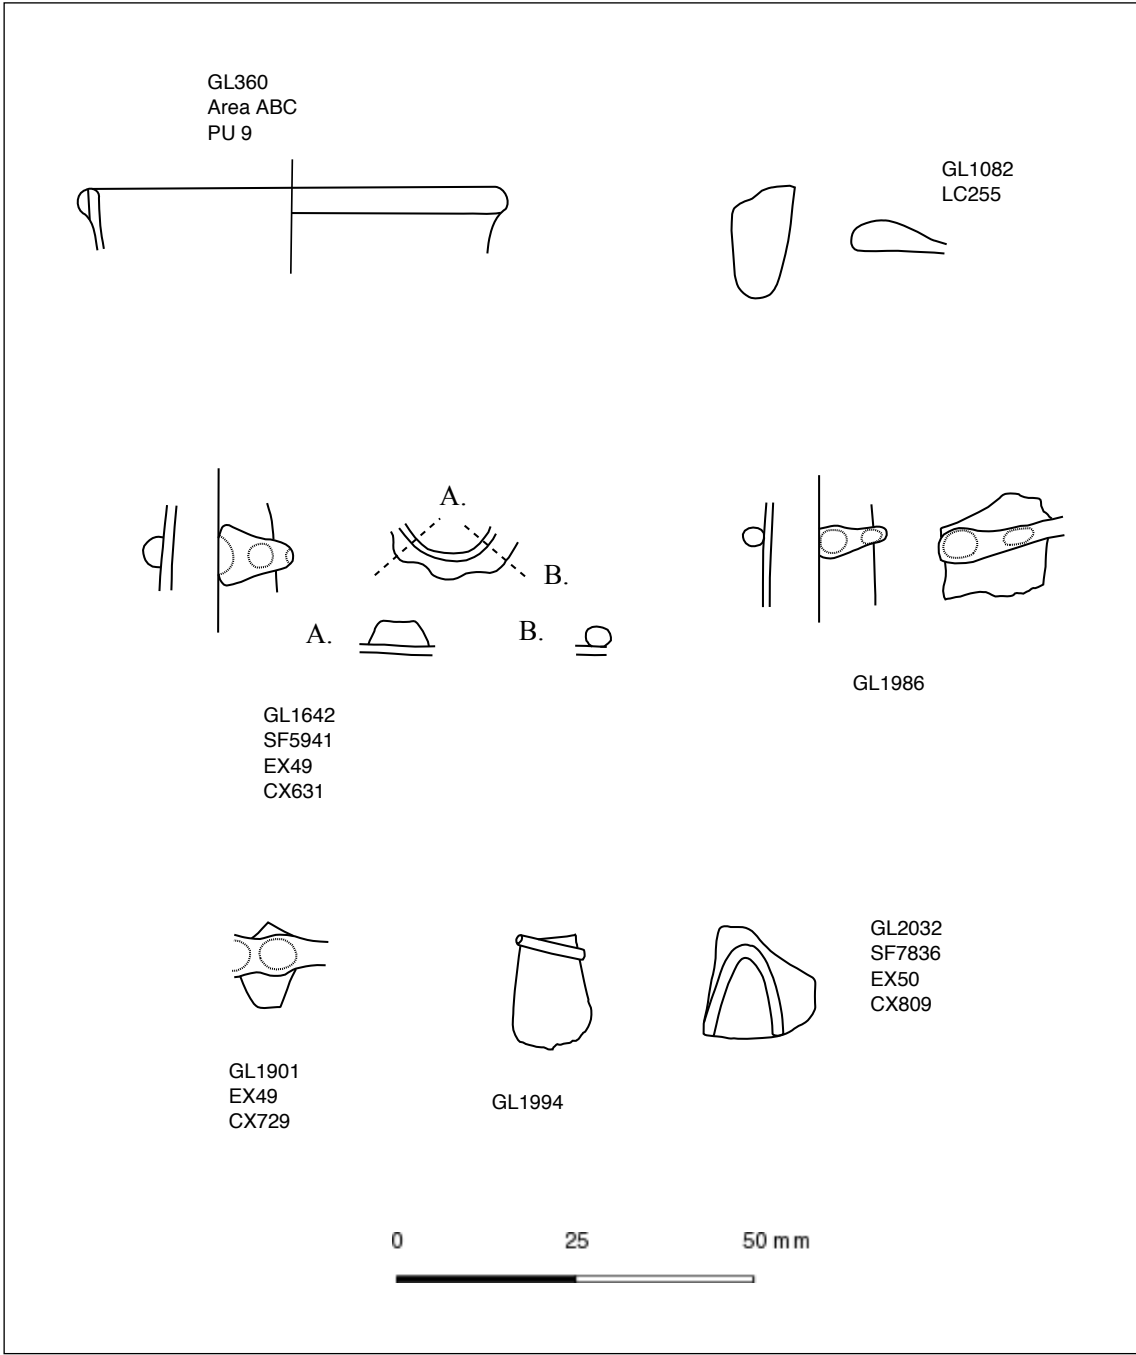 GL360
Area ABC
PU 9
GL1082
LC255
A.
B.
A.
B.
GL1642
SF5941
EX49
CX631
GL1986
GL1901
EX49
CX729
GL1994
GL2032
SF7836
EX50
CX809
0 25 50 mm